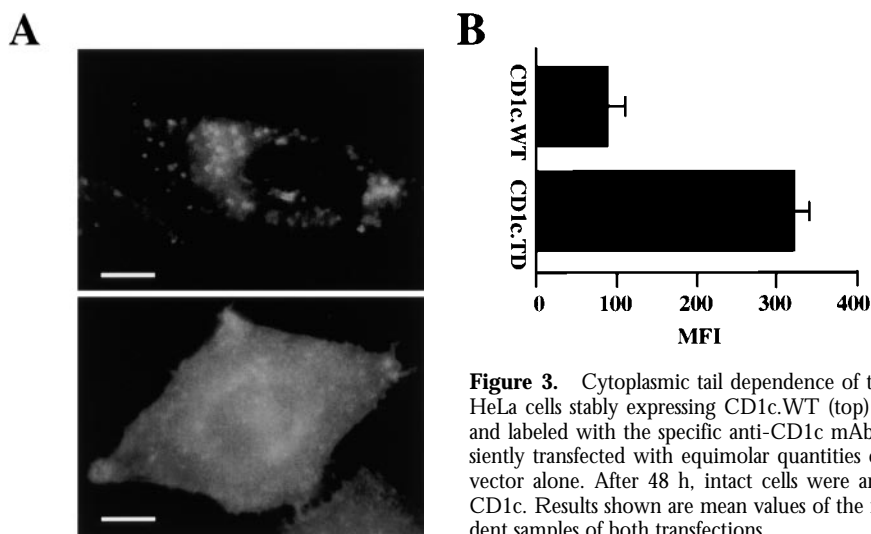 A
B
CD1c.WT
CD1c.TD
0 100 200 300 400
MFI
Figure 3. Cytoplasmic tail dependence of
HeLa cells stably expressing CD1c.WT (top)
and labeled with the specific anti-CD1c mAb
siently transfected with equimolar quantities
vector alone. After 48 h, intact cells were
CD1c. Results shown are mean values of the
dent samples of both transfections